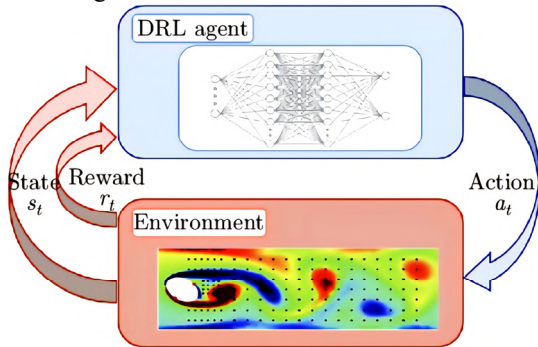 DRL agent
State
s_t
Reward
r_t
Action
a_t
Environment